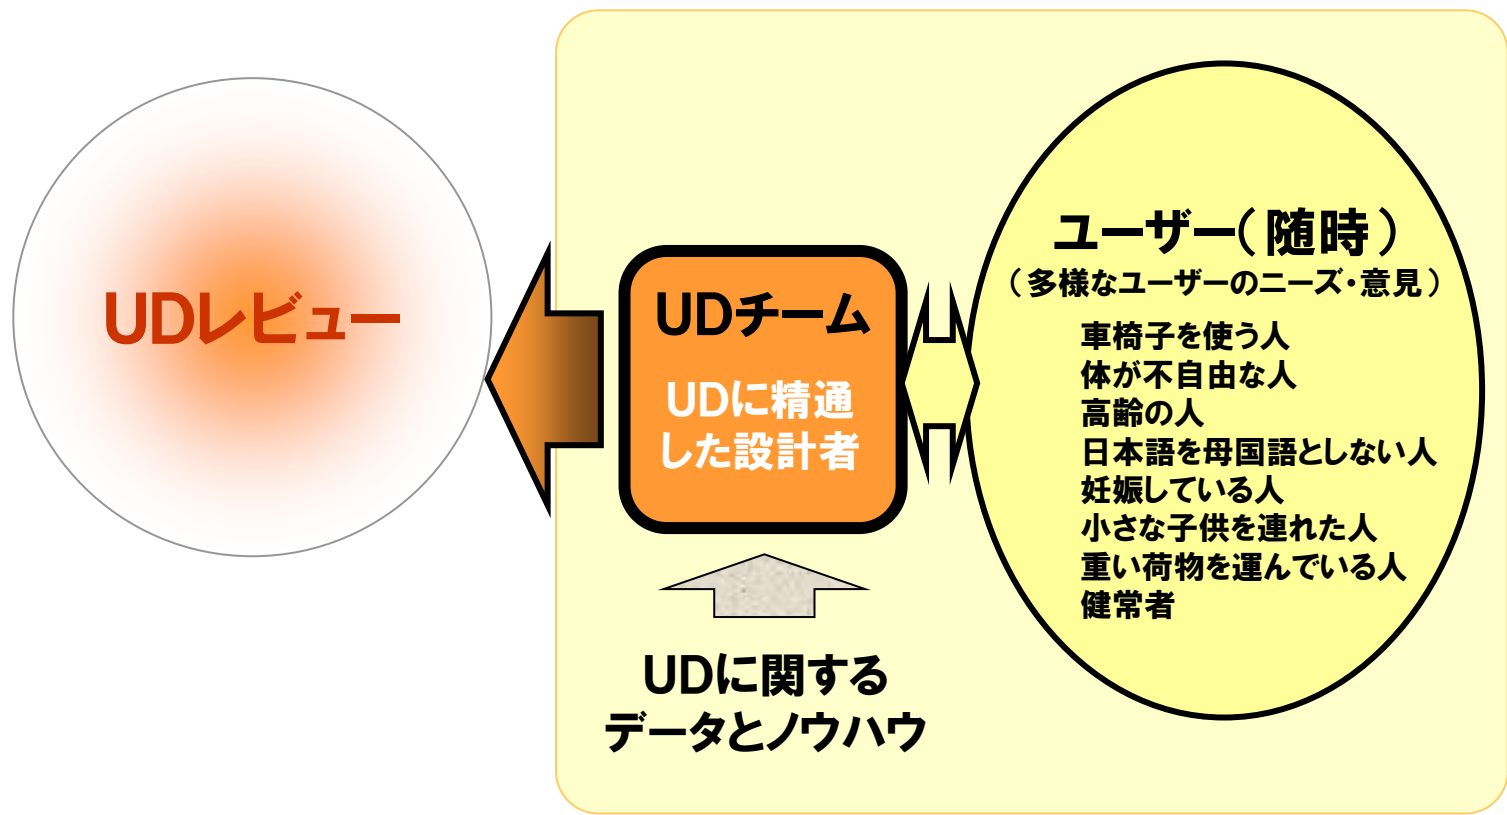 UDレビュー
UDチーム
UDに精通
した設計者
UDに関する
データとノウハウ
ユーザー(随時)
(多様なユーザーのニーズ・意見)
車椅子を使う人
体が不自由な人
高齢の人
日本語を母国語としない人
妊娠している人
小さな子供を連れた人
重い荷物を運んでいる人
健常者